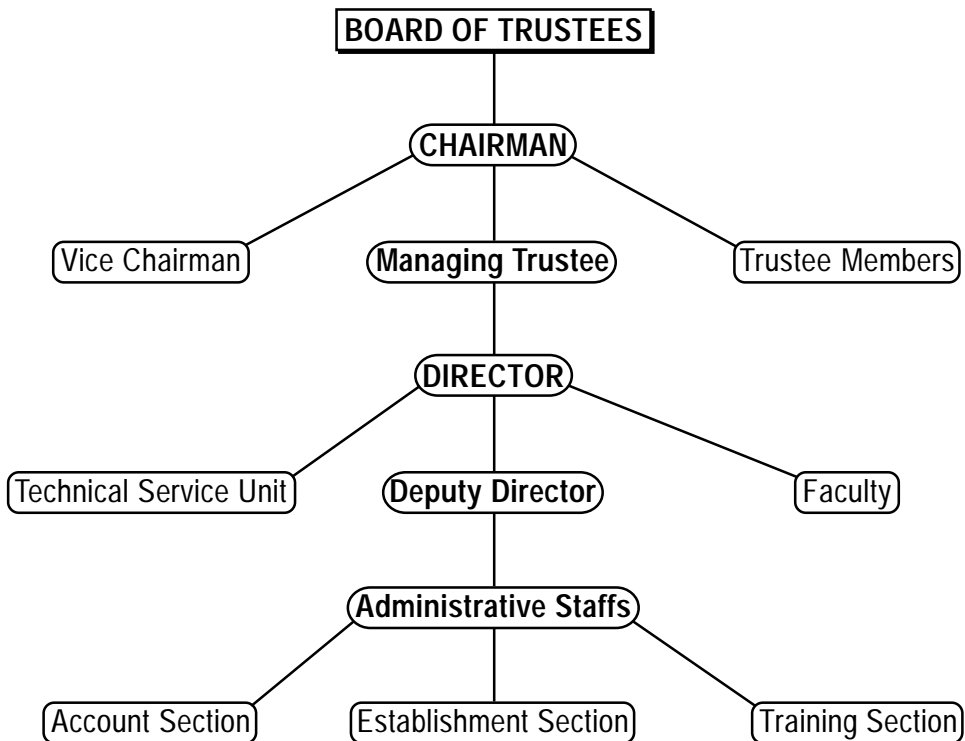 BOARD OF TRUSTEES
CHAIRMAN
Vice Chairman
Managing Trustee
Trustee Members
DIRECTOR
Technical Service Unit
Deputy Director
Faculty
Administrative Staffs
Account Section
Establishment Section
Training Section